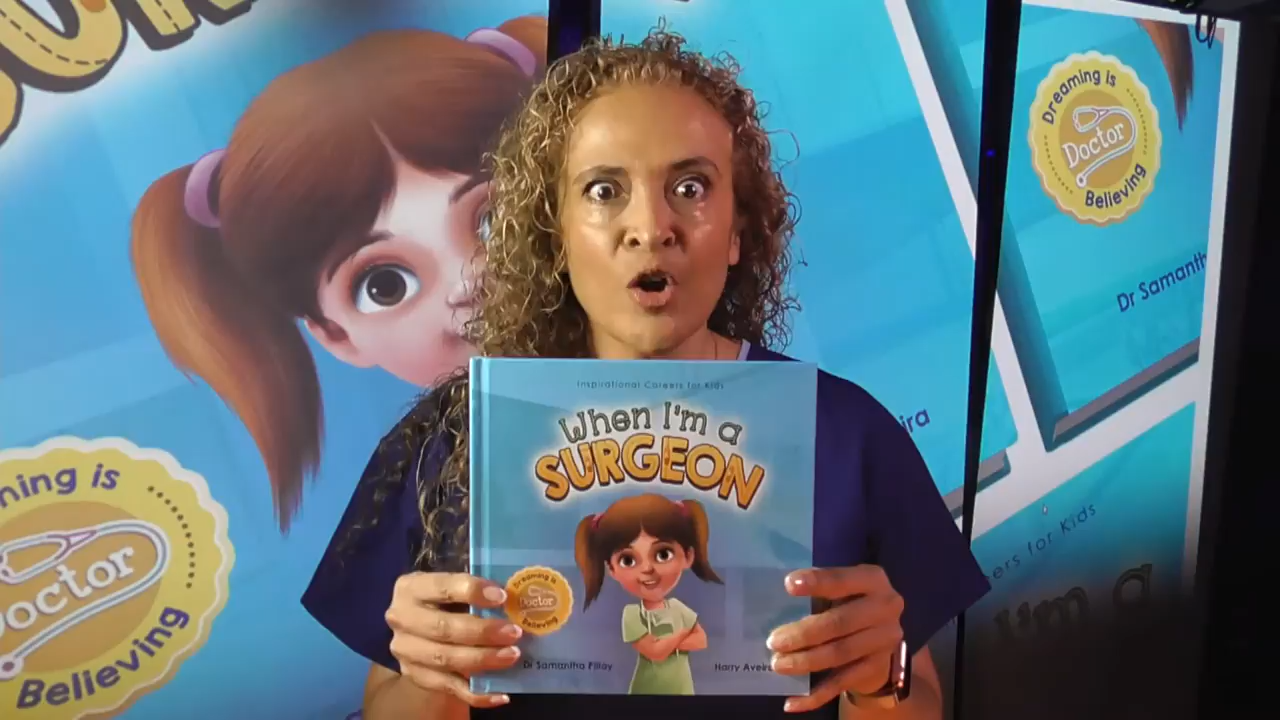 Inspirational Careers for Kids
When I'm a
SURGEON
Dreaming is
Doctor
Believing
Dr Samantha Pillay
Harry Aveira
ning is
Doctor
Believing
Dreaming is
Doctor
Believing
Dr Samanth
ira
ers for Kids
I'm a